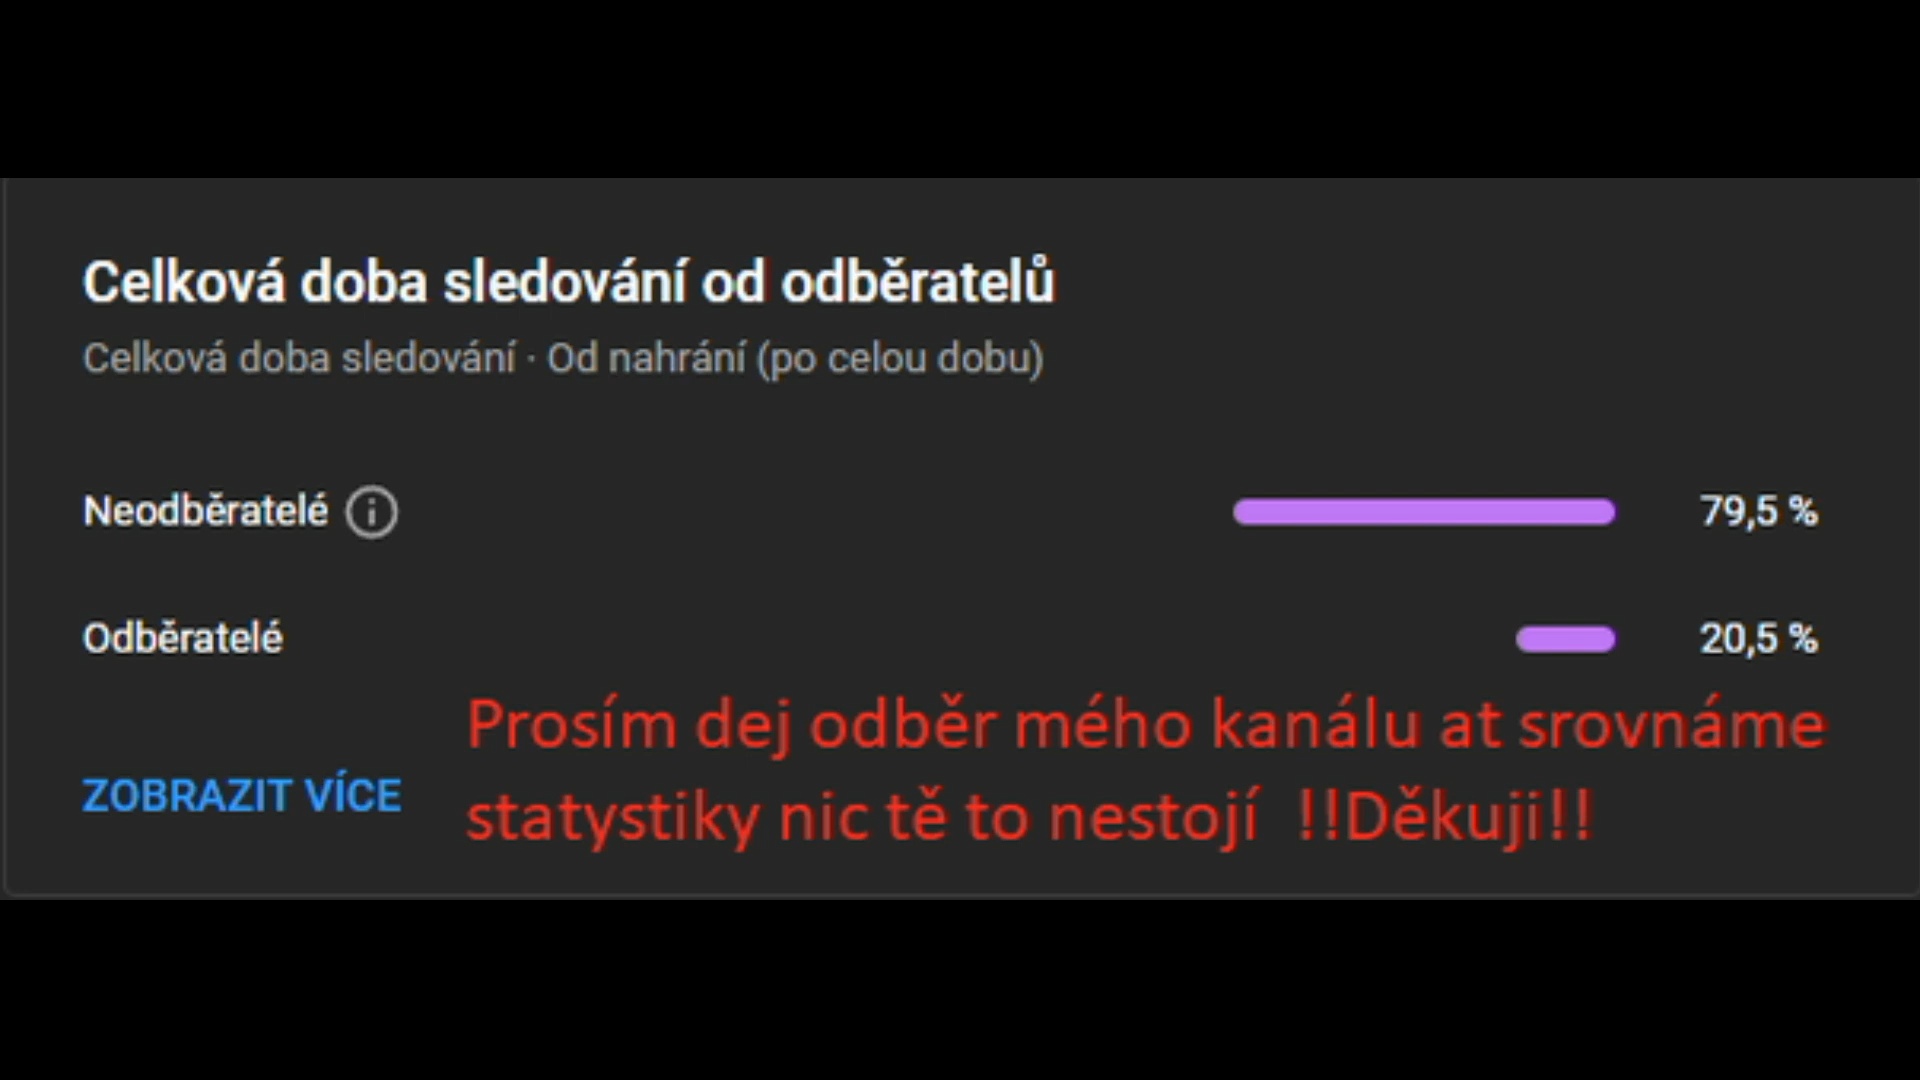 Celková doba sledování od odběratelů
Celková doba sledování · Od nahrání (po celou dobu)
Neodběratelé 79,5 %
Odběratelé 20,5 %
Prosím dej odběr mého kanálu at srovnáme
ZOBRAZIT VÍCE
statystiky nic tě to nestojí !!Děkuji!!